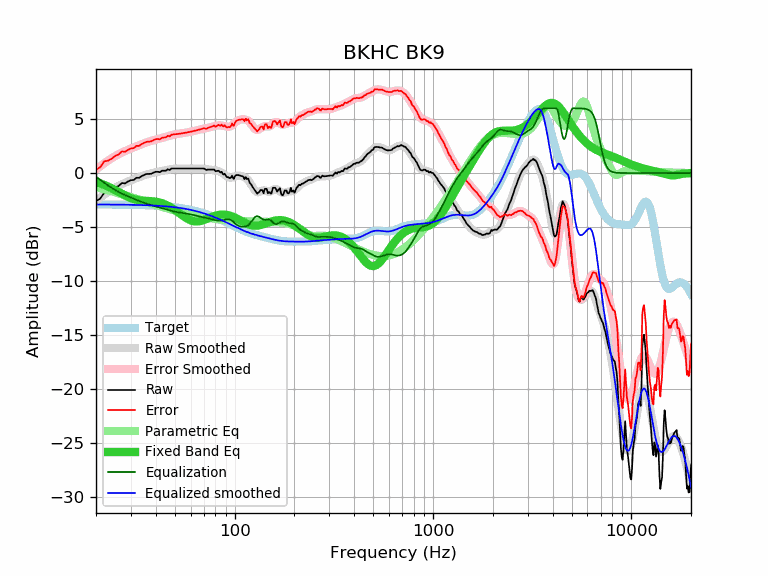 BKHC BK9
Amplitude (dBr)
5
0
−5
−10
−15
−20
−25
−30
Target
Raw Smoothed
Error Smoothed
Raw
Error
Parametric Eq
Fixed Band Eq
Equalization
Equalized smoothed
100 1000 10000
Frequency (Hz)